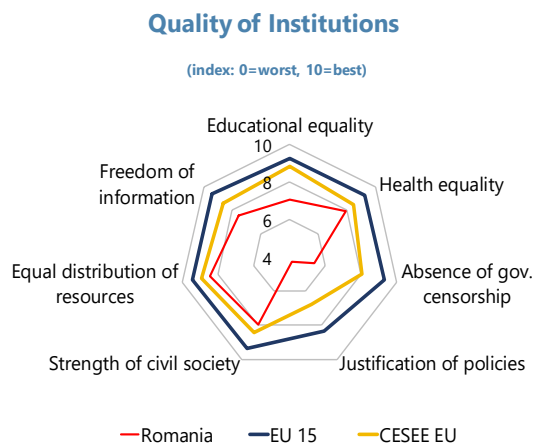 Quality of Institutions
(index: 0=worst, 10=best)
Educational equality
10
Freedom of
information
8
Health equality
6
4
Equal distribution of
resources
Absence of gov.
censorship
Strength of civil society
Justification of policies
Romania
EU 15
CESEE EU